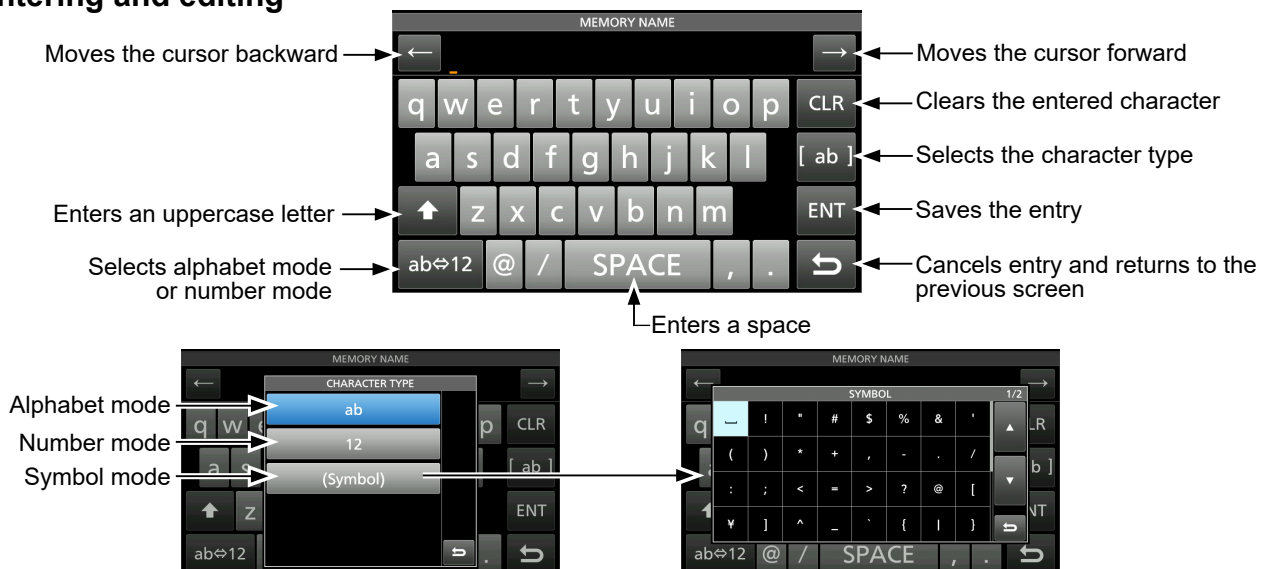 ntering and editing
MEMORY NAME
Moves the cursor backward
←
→
Moves the cursor forward
q w e r t y u i o p CLR
Clears the entered character
a s d f g h j k l [ ab ]
Selects the character type
Enters an uppercase letter
z x c v b n m ENT
Saves the entry
Selects alphabet mode
or number mode
ab⇔12 @ / SPACE , .
Cancels entry and returns to the
previous screen
Enters a space
MEMORY NAME
← →
CHARACTER TYPE
Alphabet mode
ab
q w e p CLR
Number mode
12
a s [ ab ]
Symbol mode
(Symbol)
z ENT
ab⇔12 .
MEMORY NAME
← →
SYMBOL 1/2
q LR
! " # $ % & '
( ) * + , - . /
b ]
: ; < = > ? @ [
NT
¥ ] ^ _ ` { | }
ab⇔12 @ / SPACE , .